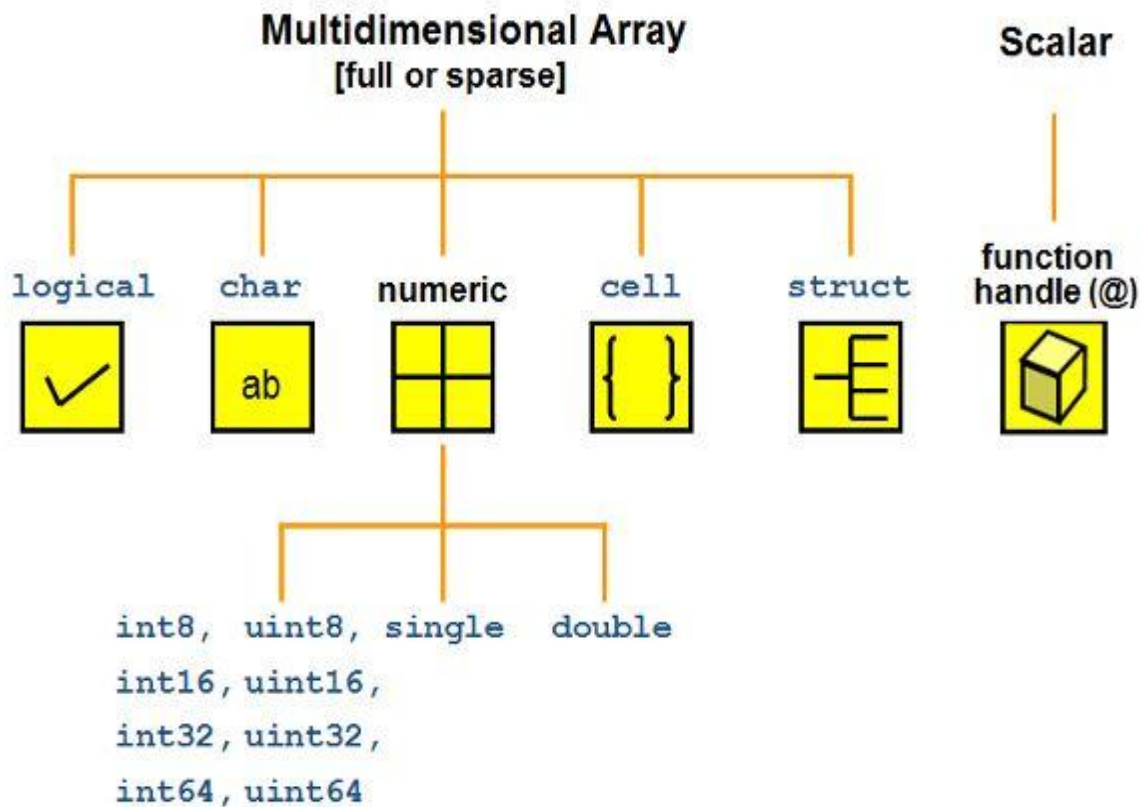 Multidimensional Array
[full or sparse]
Scalar
logical
char
numeric
cell
struct
function
handle (@)
ab
{ }
int8, uint8, single double
int16, uint16,
int32, uint32,
int64, uint64